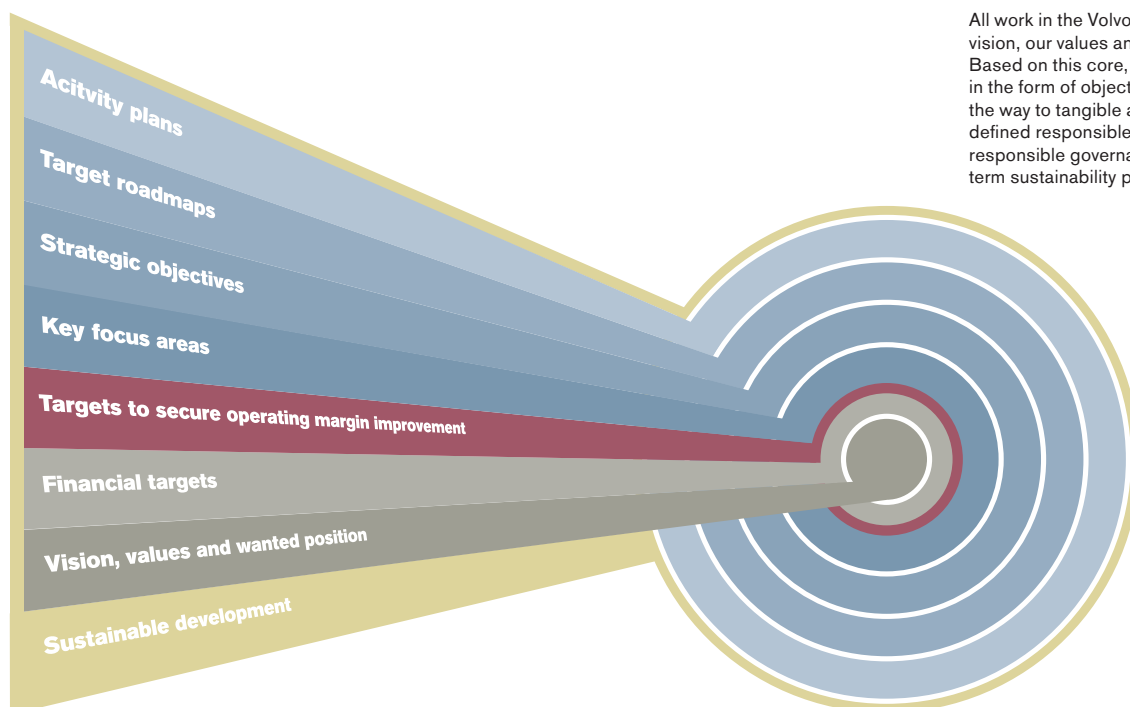 All work in the Volvo
vision, our values an
Based on this core,
in the form of object
the way to tangible a
defined responsible
responsible governa
term sustainability p
Acitvity plans
Target roadmaps
Strategic objectives
Key focus areas
Targets to secure operating margin improvement
Financial targets
Vision, values and wanted position
Sustainable development